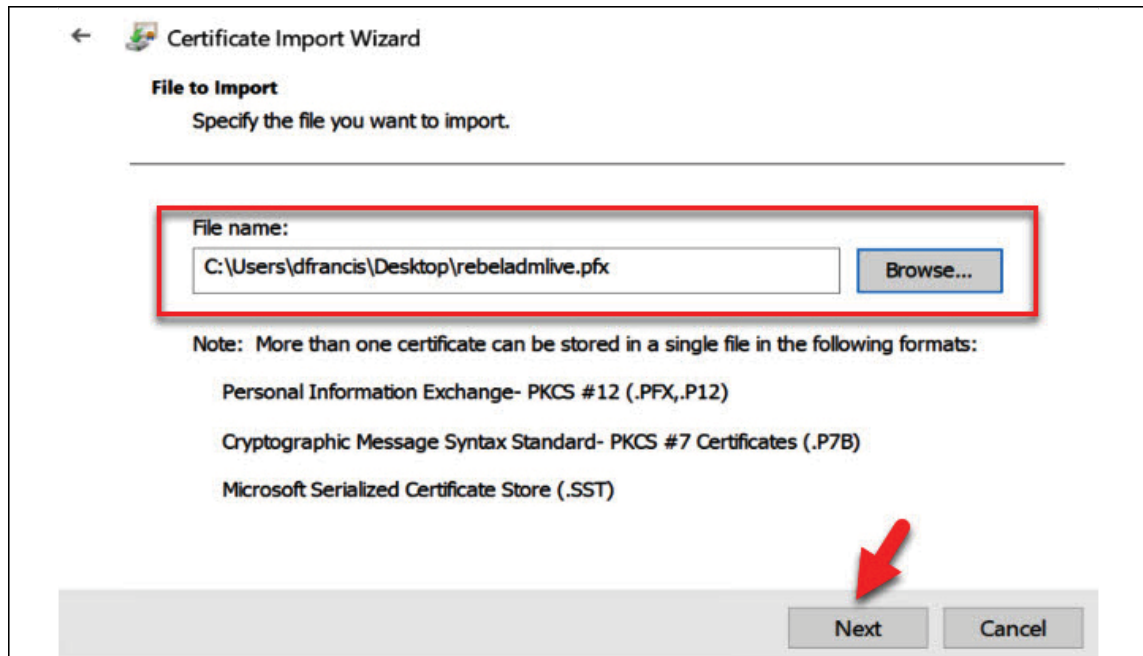 Certificate Import Wizard
File to Import
Specify the file you want to import.
File name:
C:\Users\dfrancis\Desktop\rebeladmlive.pfx
Browse...
Note: More than one certificate can be stored in a single file in the following formats:
Personal Information Exchange- PKCS #12 (.PFX,.P12)
Cryptographic Message Syntax Standard- PKCS #7 Certificates (.P7B)
Microsoft Serialized Certificate Store (.SST)
Next
Cancel